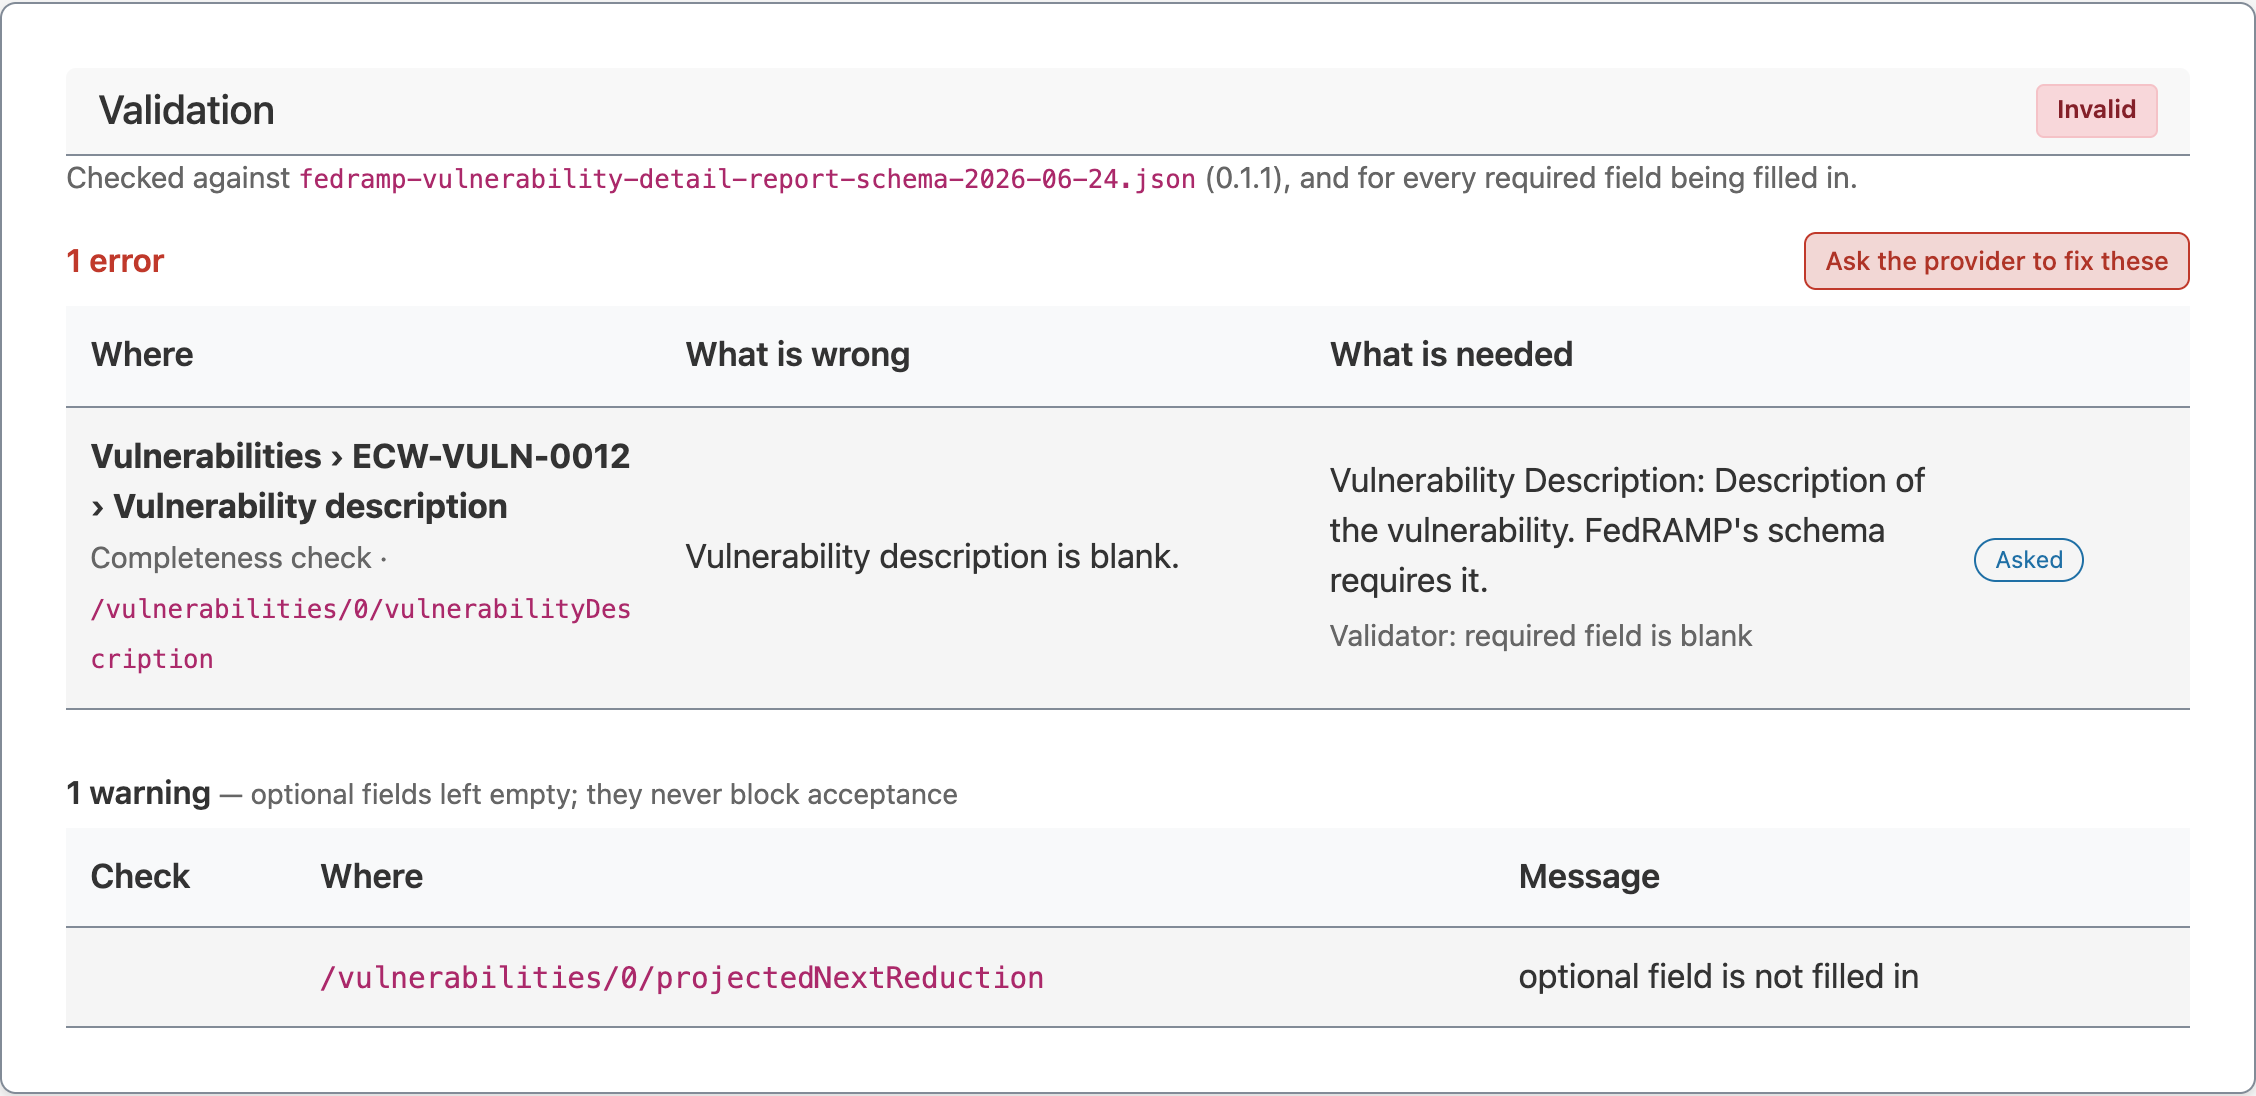 Validation
Invalid
Checked against fedramp-vulnerability-detail-report-schema-2026-06-24.json (0.1.1), and for every required field being filled in.
1 error
Ask the provider to fix these
Where
What is wrong
What is needed
Vulnerabilities › ECW-VULN-0012
› Vulnerability description
Completeness check ·
/vulnerabilities/0/vulnerabilityDes
cription
Vulnerability description is blank.
Vulnerability Description: Description of
the vulnerability. FedRAMP's schema
requires it.
Validator: required field is blank
Asked
1 warning — optional fields left empty; they never block acceptance
Check
Where
Message
/vulnerabilities/0/projectedNextReduction
optional field is not filled in